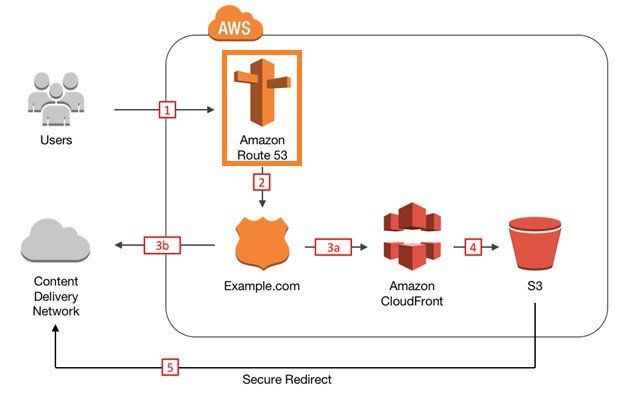 AWS
Users
1
Amazon
Route 53
2
Content
Delivery
Network
3b
Example.com
3a
Amazon
CloudFront
4
S3
5
Secure Redirect